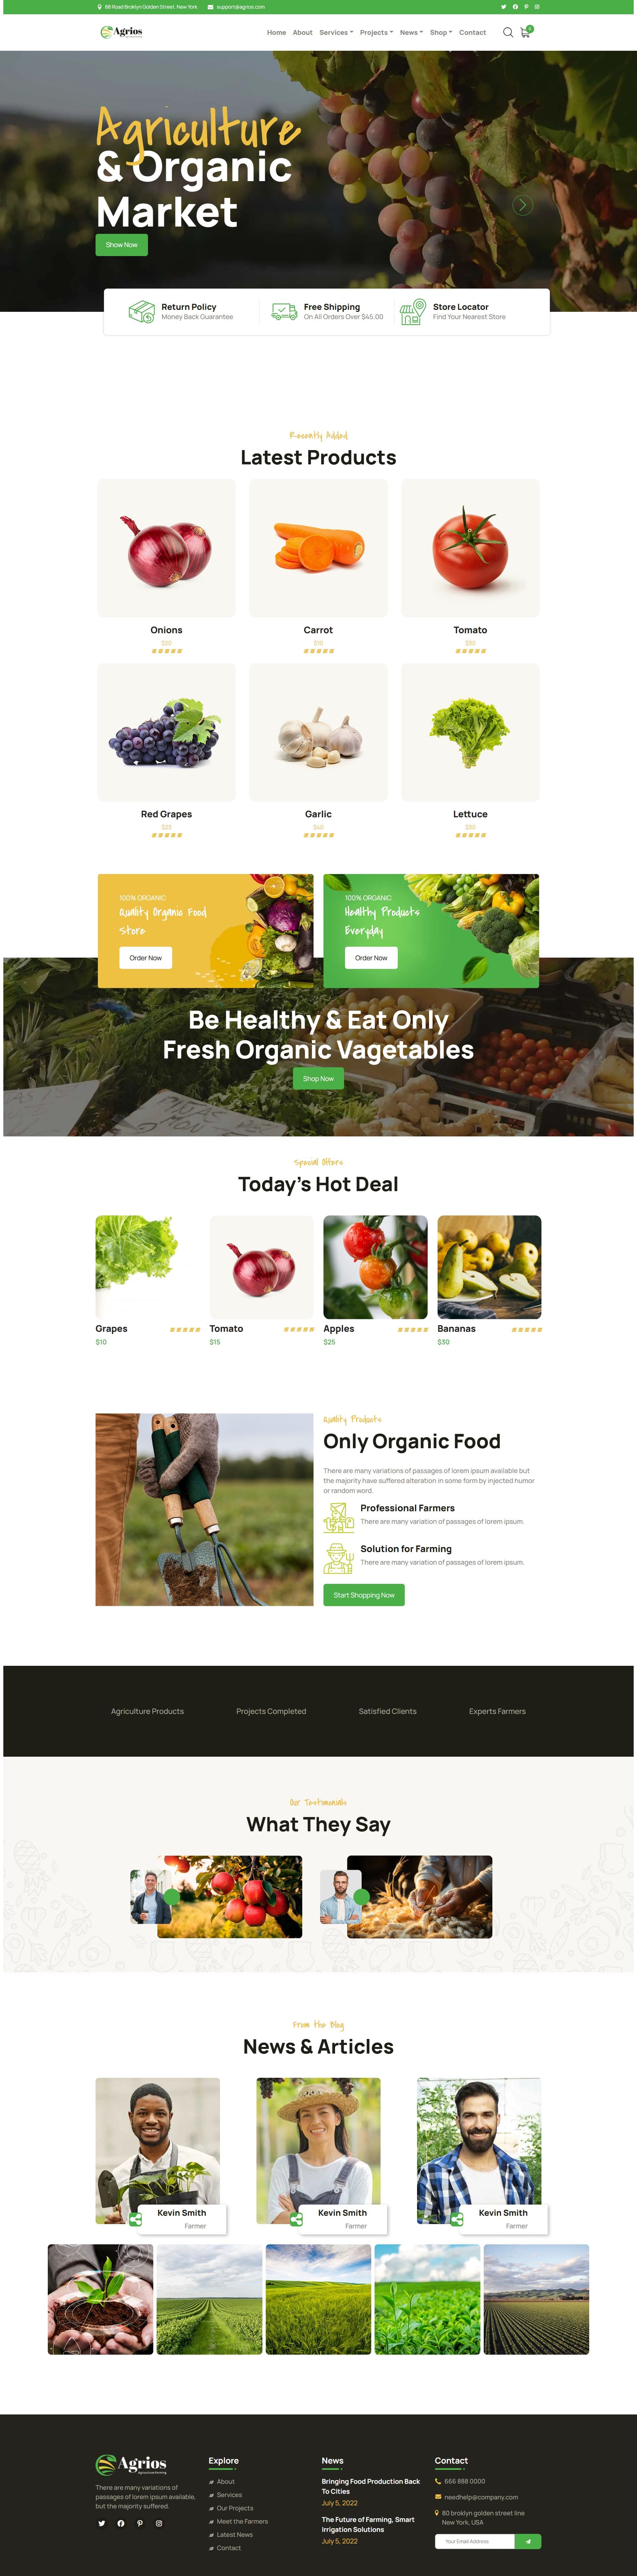 88 Road Broklyn Golden Street. New York
support@agrios.com
Agrios
Home About Services Projects News Shop Contact
Agriculture
& Organic
Market
Show Now
Return Policy
Money Back Guarantee
Free Shipping
On All Orders Over $45.00
Store Locator
Find Your Nearest Store
Recently Added
Latest Products
Onions
Carrot
Tomato
Red Grapes
Garlic
Lettuce
100% ORGANIC
Quality Organic Food
Store
Order Now
100% ORGANIC
Healthy Products
Everyday
Order Now
Be Healthy & Eat Only
Fresh Organic Vagetables
Shop Now
Special Offers
Today's Hot Deal
Grapes
$10
Tomato
$15
Apples
$25
Bananas
$30
Quality Products
Only Organic Food
There are many variations of passages of lorem ipsum available but
the majority have suffered alteration in some form by injected humor
or random word.
Professional Farmers
There are many variation of passages of lorem ipsum.
Solution for Farming
There are many variation of passages of lorem ipsum.
Start Shopping Now
Agriculture Products
Projects Completed
Satisfied Clients
Experts Farmers
Our Testimonials
What They Say
From the Blog
News & Articles
Kevin Smith
Farmer
Kevin Smith
Farmer
Kevin Smith
Farmer
Agrios
There are many variations of
passages of lorem ipsum available,
but the majority suffered.
Explore
About
Services
Our Projects
Meet the Farmers
Latest News
Contact
News
Bringing Food Production Back
To Cities
July 5, 2022
The Future of Farming, Smart
Irrigation Solutions
July 5, 2022
Contact
666 888 0000
needhelp@company.com
80 broklyn golden street line
New York, USA
Your Email Address